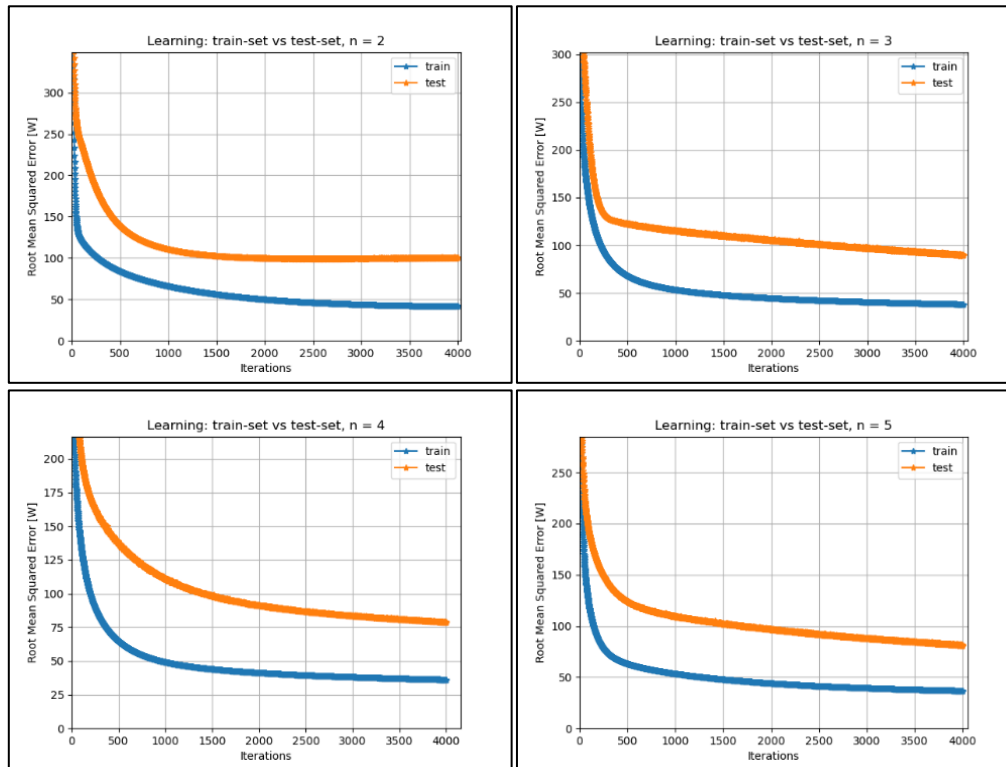 Learning: train-set vs test-set, n = 2
train
test
Root Mean Squared Error [W]
300
250
200
150
100
50
0
0 500 1000 1500 2000 2500 3000 3500 4000
Iterations
Learning: train-set vs test-set, n = 3
train
test
Root Mean Squared Error [W]
300
250
200
150
100
50
0
0 500 1000 1500 2000 2500 3000 3500 4000
Iterations
Learning: train-set vs test-set, n = 4
train
test
Root Mean Squared Error [W]
200
175
150
125
100
75
50
25
0
0 500 1000 1500 2000 2500 3000 3500 4000
Iterations
Learning: train-set vs test-set, n = 5
train
test
Root Mean Squared Error [W]
250
200
150
100
50
0
0 500 1000 1500 2000 2500 3000 3500 4000
Iterations